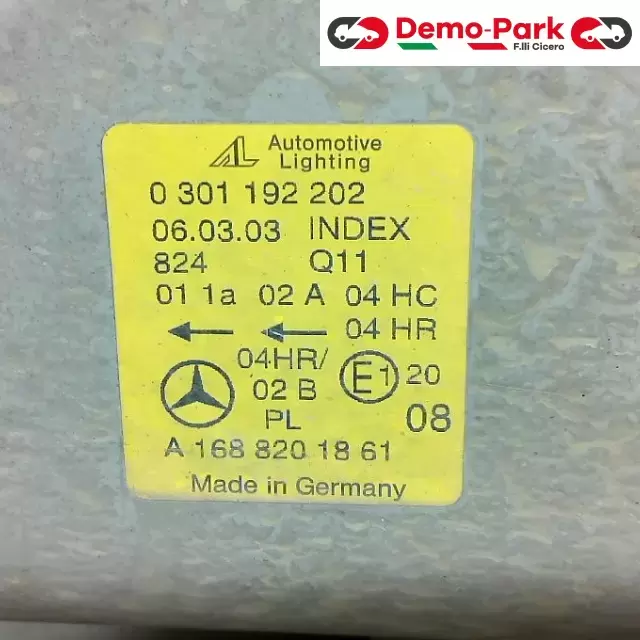 Demo-Park
F.lli Cicero
AL Automotive
Lighting
0 301 192 202
06.03.03 INDEX
824 Q11
01 1a 02 A 04 HC
← ← 04 HR
04HR/ E1 20
02 B
PL 08
A 168 820 18 61
Made in Germany